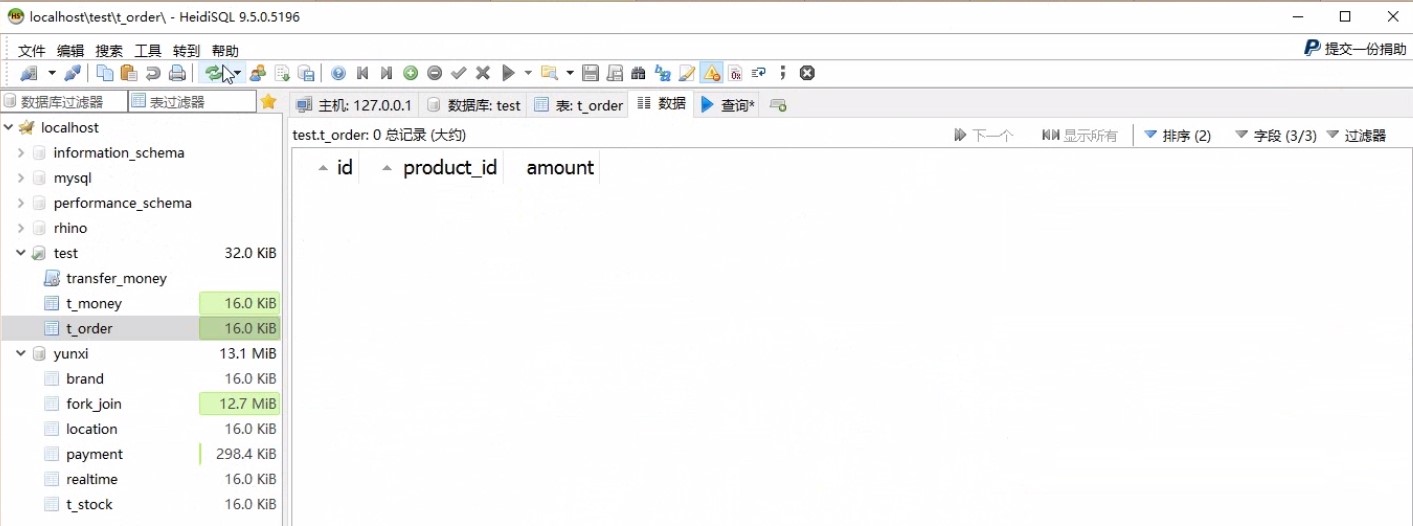 localhost\test\t_order\ - HeidiSQL 9.5.0.5196
文件 编辑 搜索 工具 转到 帮助
提交一份捐助
数据库过滤器 表过滤器
主机: 127.0.0.1 数据库: test 表: t_order 数据 查询*
localhost
information_schema
mysql
performance_schema
rhino
test 32.0 KiB
transfer_money
t_money 16.0 KiB
t_order 16.0 KiB
yunxi 13.1 MiB
brand 16.0 KiB
fork_join 12.7 MiB
location 16.0 KiB
payment 298.4 KiB
realtime 16.0 KiB
t_stock 16.0 KiB
test.t_order: 0 总记录 (大约) 下一个 显示所有 排序 (2) 字段 (3/3) 过滤器
id product_id amount